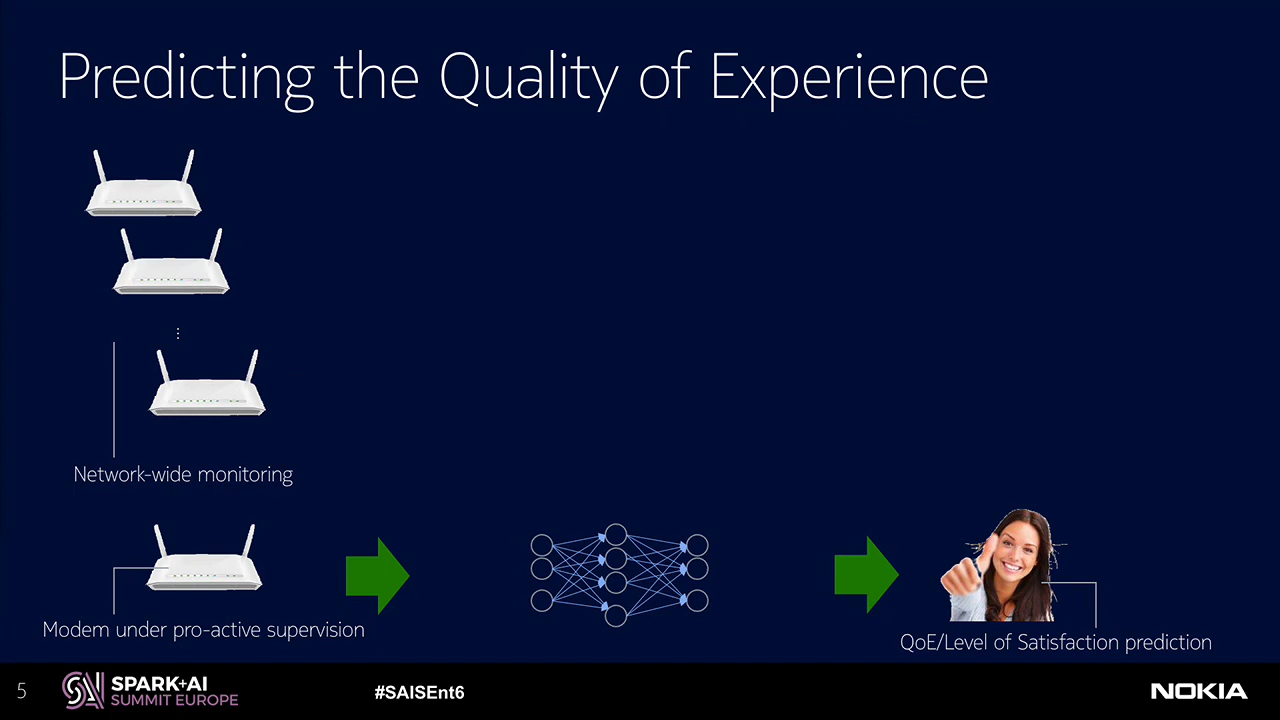 Predicting the Quality of Experience
Network-wide monitoring
Modem under pro-active supervision
QoE/Level of Satisfaction prediction
5
SPARK+AI
SUMMIT EUROPE
#SAISEnt6
NOKIA